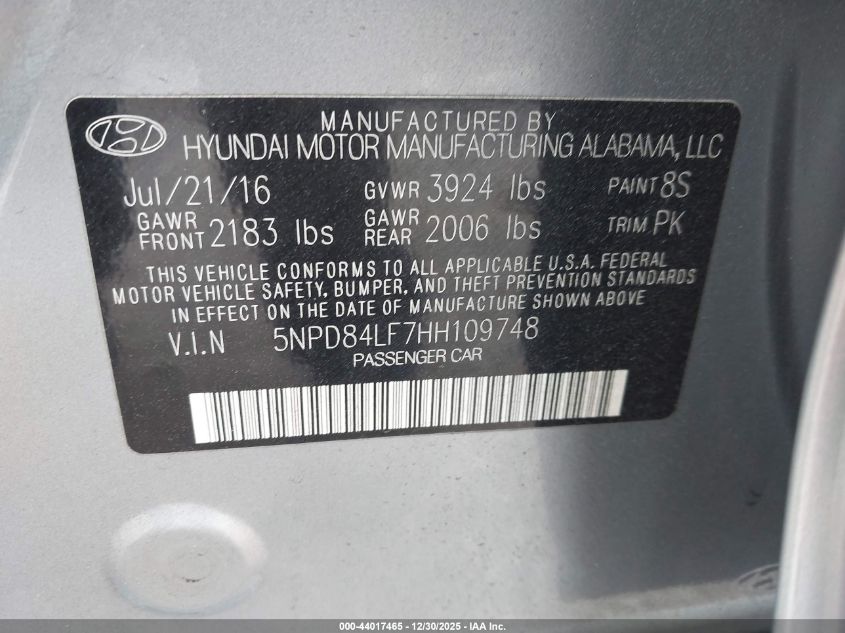 MANUFACTURED BY
HYUNDAI MOTOR MANUFACTURING ALABAMA, LLC
Jul/21/16 GVWR 3924 lbs PAINT 8S
GAWR FRONT 2183 lbs GAWR REAR 2006 lbs TRIM PK
THIS VEHICLE CONFORMS TO ALL APPLICABLE U.S.A. FEDERAL
MOTOR VEHICLE SAFETY, BUMPER, AND THEFT PREVENTION STANDARDS
IN EFFECT ON THE DATE OF MANUFACTURE SHOWN ABOVE.
V.I.N 5NPD84LF7HH109748
PASSENGER CAR
000-44017465 - 12/30/2025 - IAA Inc.